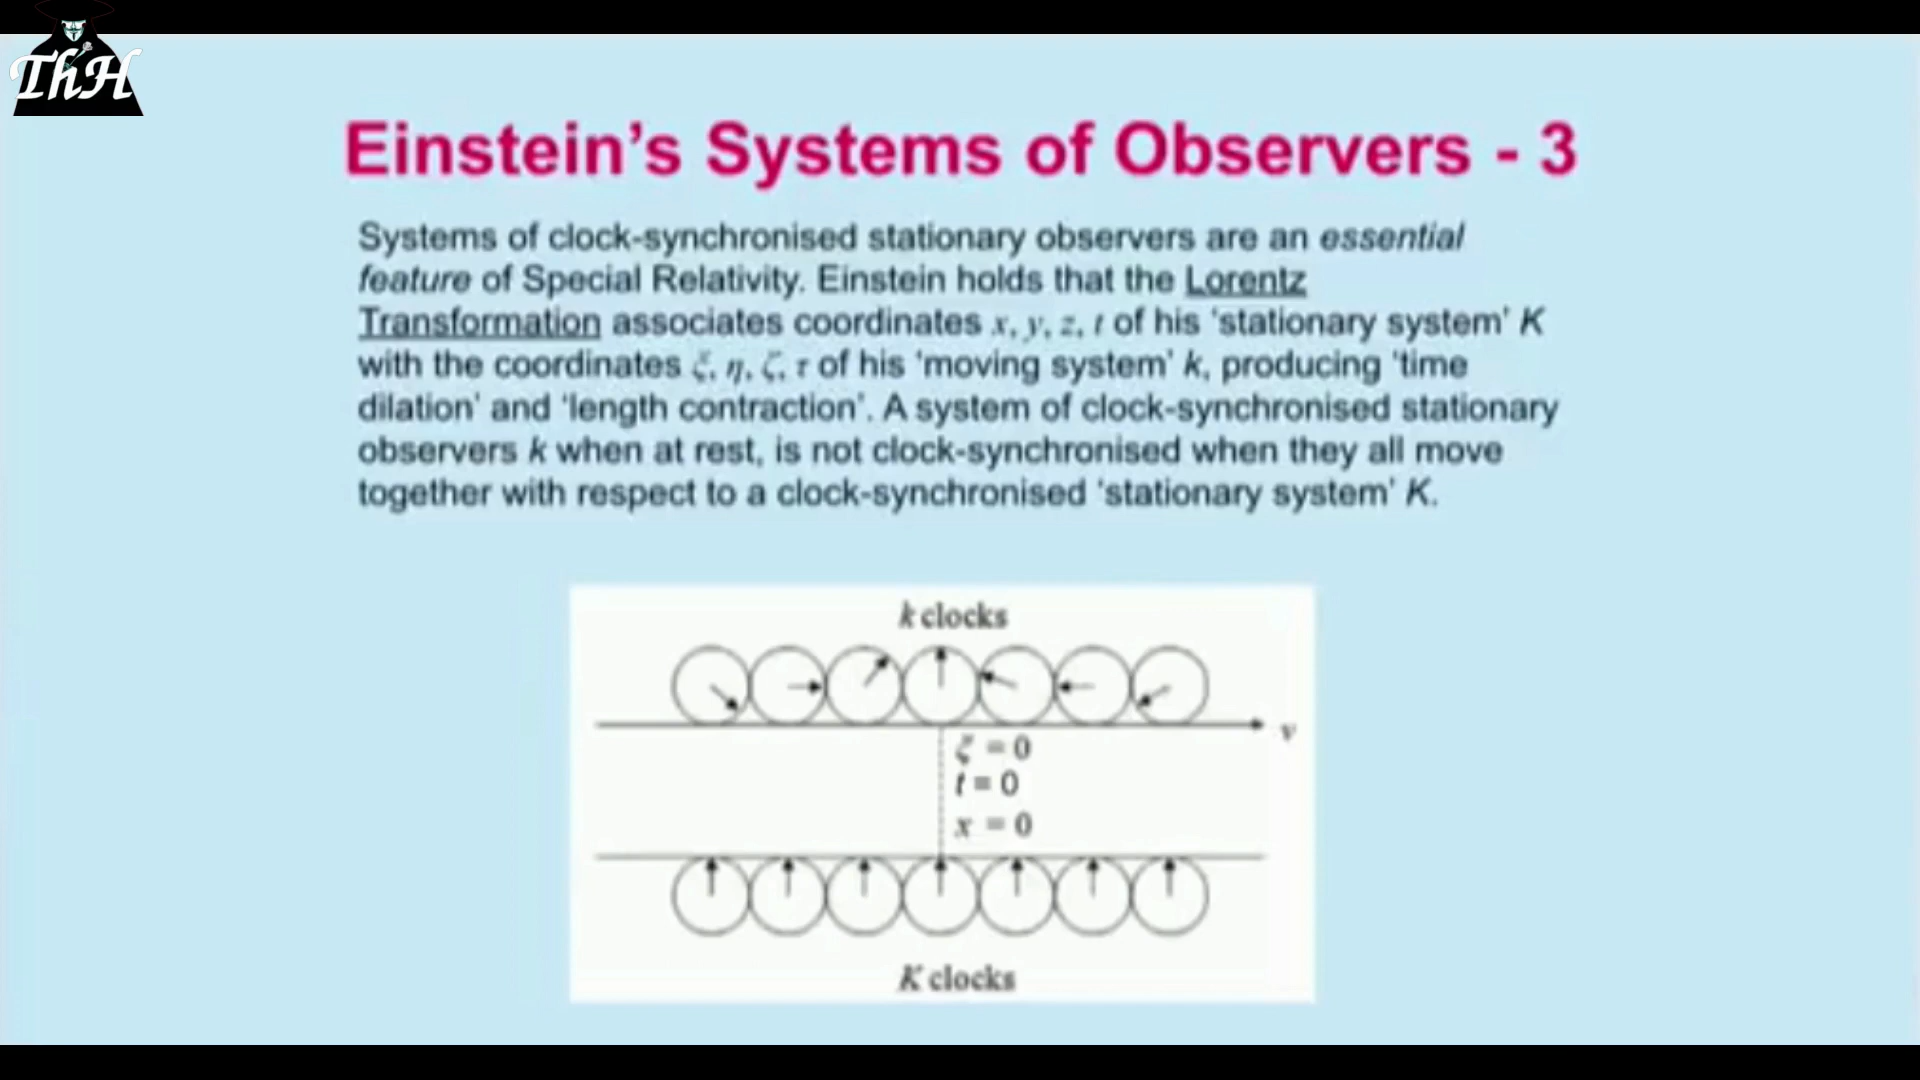 ThH
Einstein’s Systems of Observers - 3
Systems of clock-synchronised stationary observers are an essential
feature of Special Relativity. Einstein holds that the Lorentz
Transformation associates coordinates x, y, z, t of his ‘stationary system’ K
with the coordinates ξ, η, ζ, τ of his ‘moving system’ k, producing ‘time
dilation’ and ‘length contraction’. A system of clock-synchronised stationary
observers k when at rest, is not clock-synchronised when they all move
together with respect to a clock-synchronised ‘stationary system’ K.
k clocks
v
ξ = 0
t = 0
x = 0
K clocks